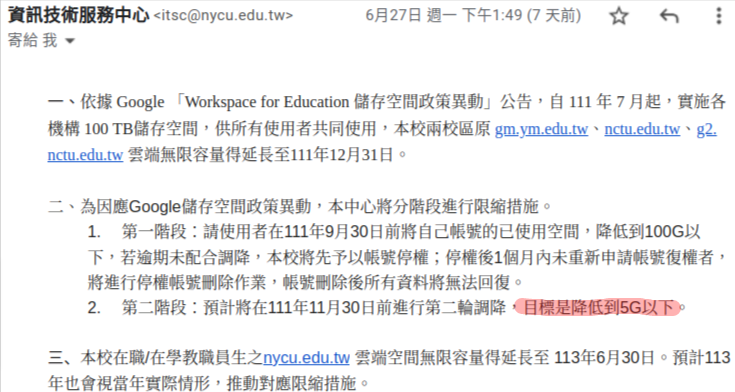 資訊技術服務中心 <itsc@nycu.edu.tw> 6月27日 週一 下午1:49 (7 天前)
寄給 我
一、依據 Google 「Workspace for Education 儲存空間政策異動」公告，自 111 年 7 月起，實施各
機構 100 TB儲存空間，供所有使用者共同使用，本校兩校區原 gm.ym.edu.tw、nctu.edu.tw、g2.
nctu.edu.tw 雲端無限容量得延長至111年12月31日。
二、為因應Google儲存空間政策異動，本中心將分階段進行限縮措施。
1. 第一階段：請使用者在111年9月30日前將自己帳號的已使用空間，降低到100G以
下，若逾期未配合調降，本校將先予以帳號停權；停權後1個月內未重新申請帳號復權者，
將進行停權帳號刪除作業，帳號刪除後所有資料將無法回復。
2. 第二階段：預計將在111年11月30日前進行第二輪調降，目標是降低到5G以下。
三、本校在職/在學教職員生之nycu.edu.tw 雲端空間無限容量得延長至 113年6月30日。預計113
年也會視當年實際情形，推動對應限縮措施。